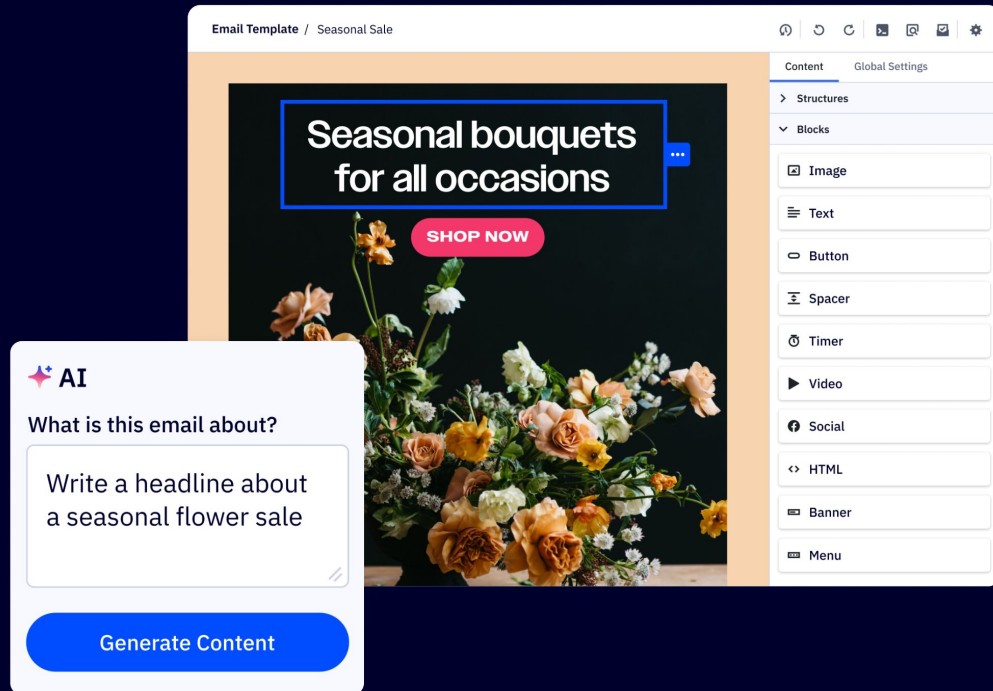 Email Template / Seasonal Sale
Content Global Settings
Structures
Blocks
Image
Text
Button
Spacer
Timer
Video
Social
HTML
Banner
Menu
Seasonal bouquets
for all occasions
SHOP NOW
AI
What is this email about?
Write a headline about
a seasonal flower sale
Generate Content